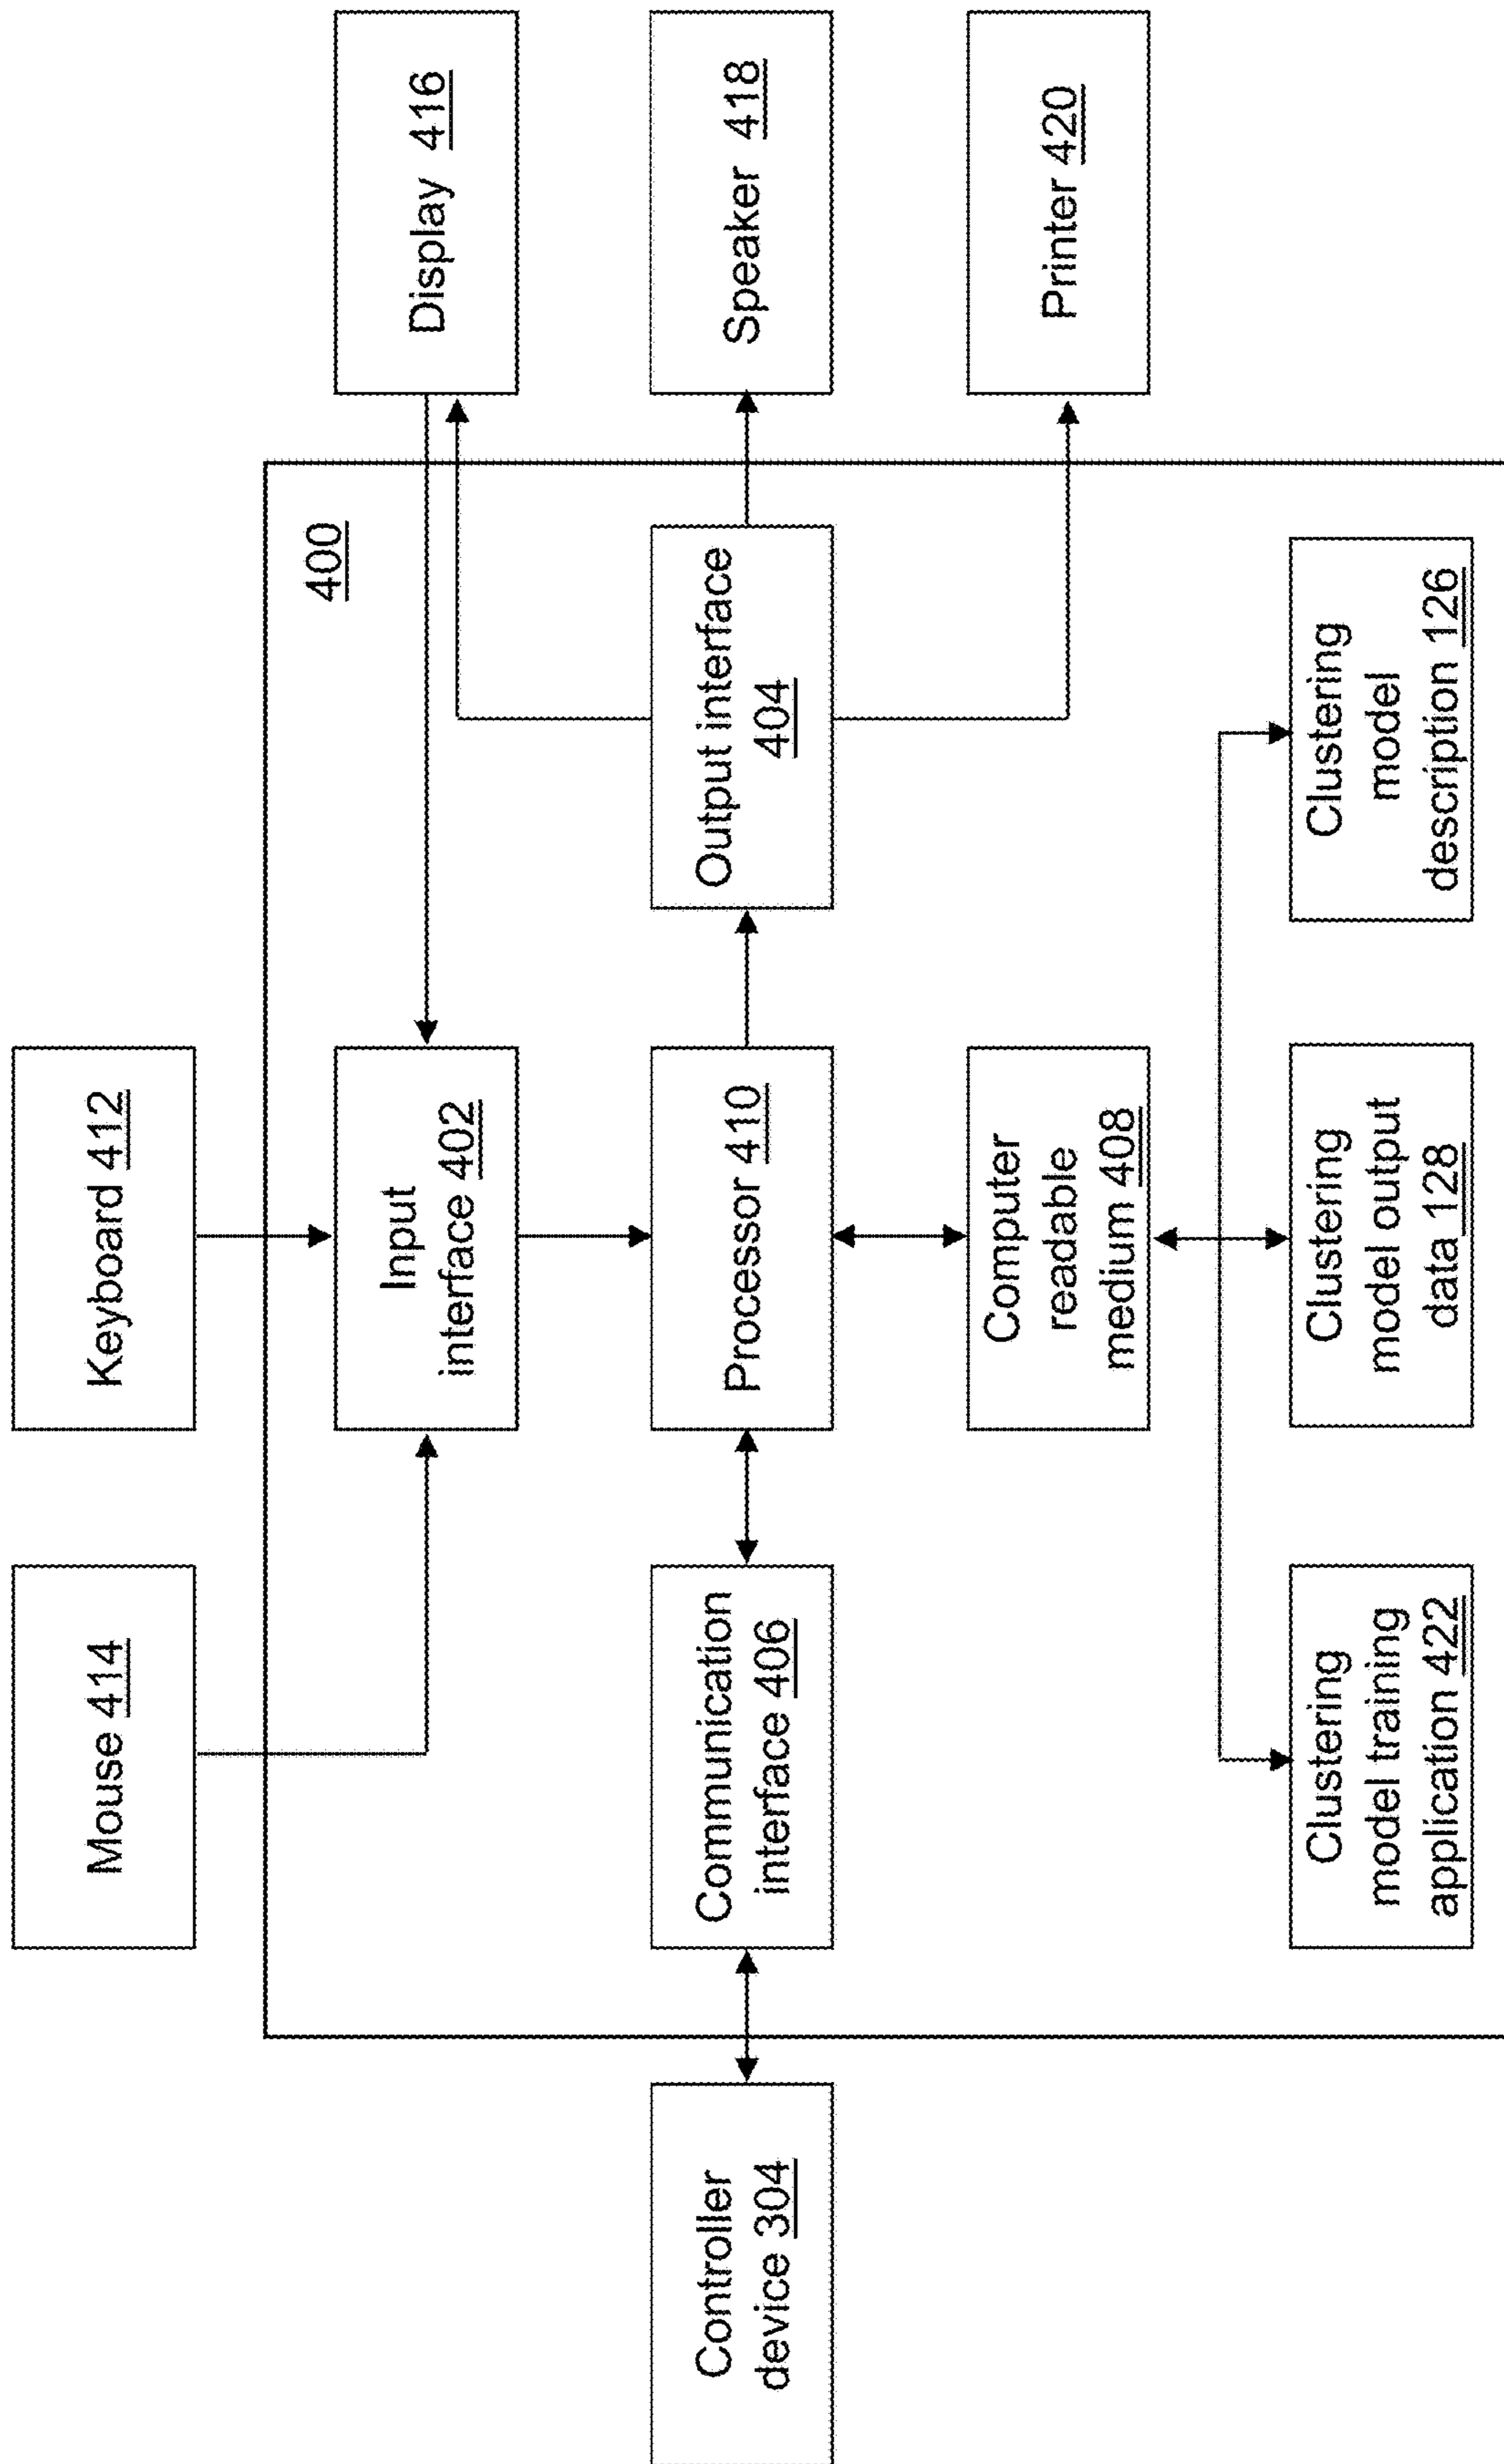 Mouse 414
Keyboard 412
400
Display 416
Input
interface 402
Controller
device 304
Communication
interface 406
Processor 410
Output interface
404
Speaker 418
Computer
readable
medium 408
Printer 420
Clustering
model training
application 422
Clustering
model output
data 128
Clustering
model
description 126